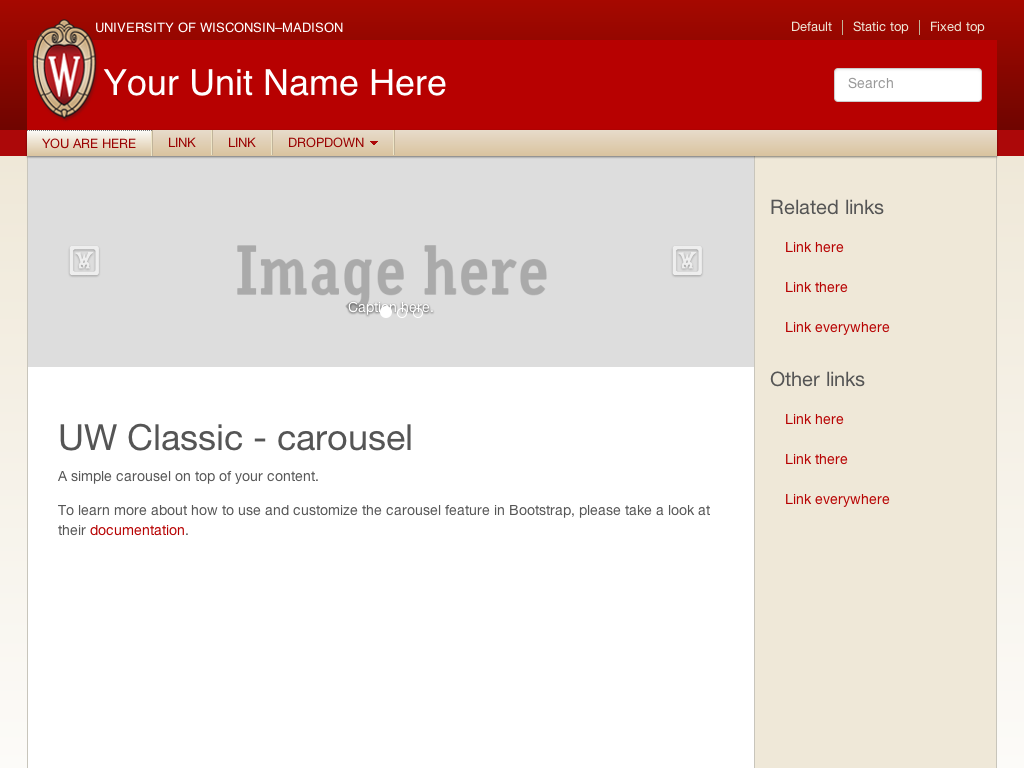 UNIVERSITY OF WISCONSIN–MADISON
Default
Static top
Fixed top
W
Your Unit Name Here
Search
YOU ARE HERE
LINK
LINK
DROPDOWN
Image here
Caption here.
UW Classic - carousel
A simple carousel on top of your content.
To learn more about how to use and customize the carousel feature in Bootstrap, please take a look at
their documentation.
Related links
Link here
Link there
Link everywhere
Other links
Link here
Link there
Link everywhere